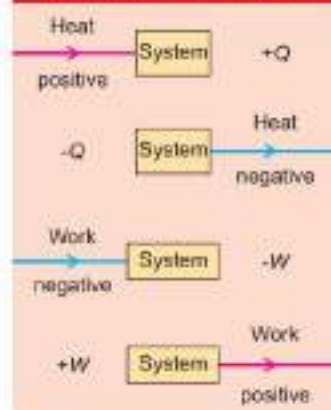 Heat
System +Q
positive
Heat
-Q System
negative
Work
System -W
negative
Work
+W System
positive